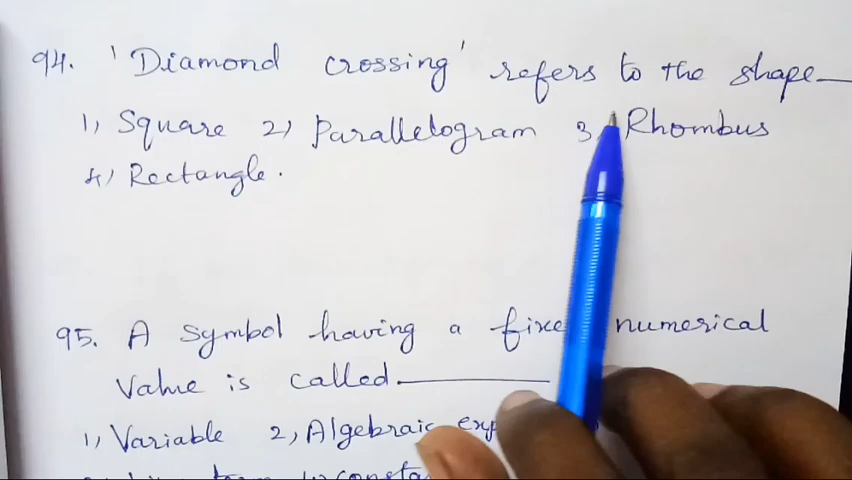 94. 'Diamond crossing' refers to the shape
1) Square 2) Parallelogram 3) Rhombus
4) Rectangle.
95. A symbol having a fixed numerical
value is called
1) Variable 2) Algebraic